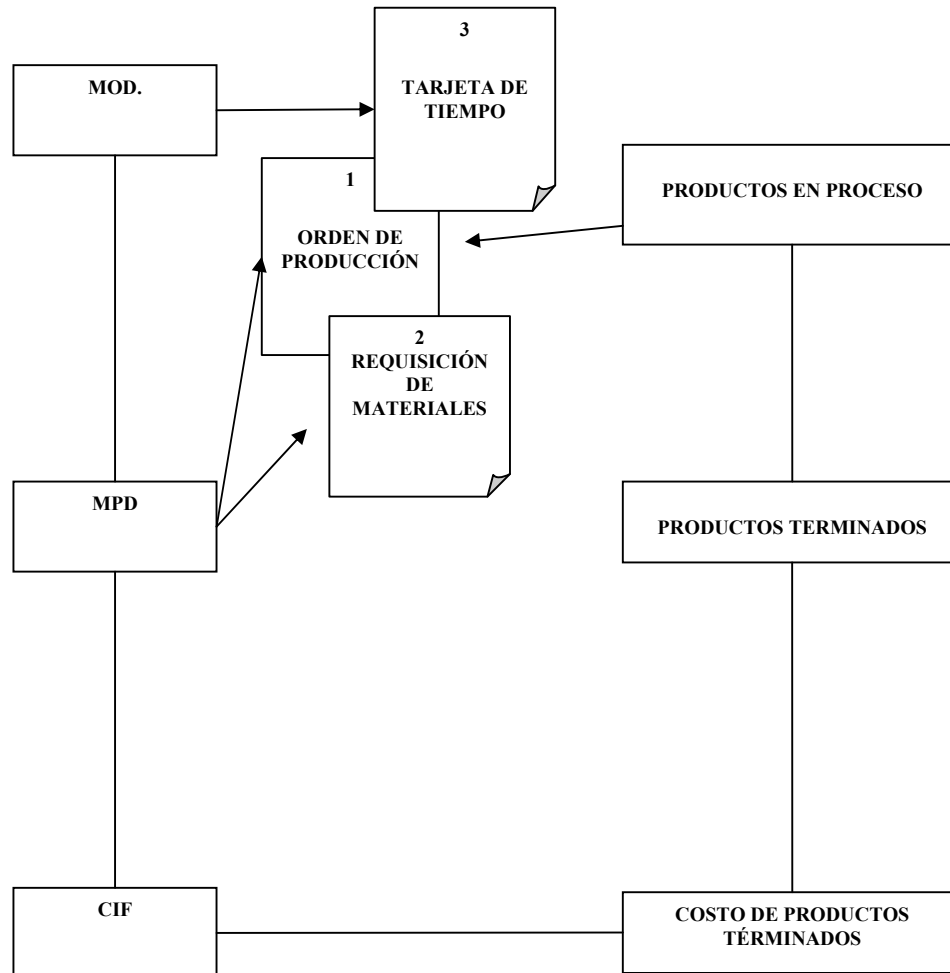 3
TARJETA DE
TIEMPO
MOD.
1
ORDEN DE
PRODUCCIÓN
PRODUCTOS EN PROCESO
2
REQUISICIÓN
DE
MATERIALES
MPD
PRODUCTOS TERMINADOS
CIF
COSTO DE PRODUCTOS
TÉRMINADOS